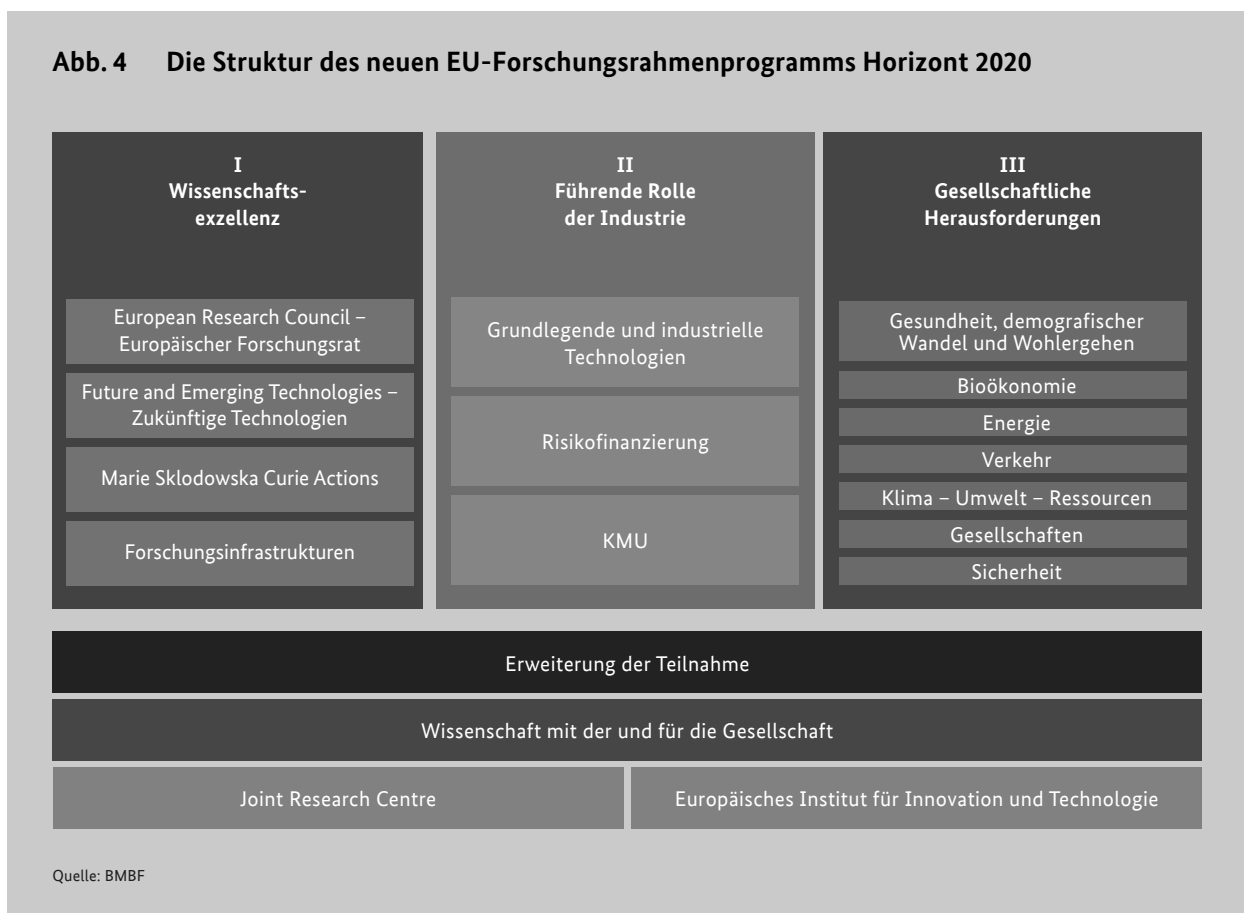 Abb. 4 Die Struktur des neuen EU-Forschungsrahmenprogramms Horizont 2020
I
Wissenschafts-
exzellenz
European Research Council –
Europäischer Forschungsrat
Future and Emerging Technologies –
Zukünftige Technologien
Marie Sklodowska Curie Actions
Forschungsinfrastrukturen
II
Führende Rolle
der Industrie
Grundlegende und industrielle
Technologien
Risikofinanzierung
KMU
III
Gesellschaftliche
Herausforderungen
Gesundheit, demografischer
Wandel und Wohlergehen
Bioökonomie
Energie
Verkehr
Klima – Umwelt – Ressourcen
Gesellschaften
Sicherheit
Erweiterung der Teilnahme
Wissenschaft mit der und für die Gesellschaft
Joint Research Centre
Europäisches Institut für Innovation und Technologie
Quelle: BMBF